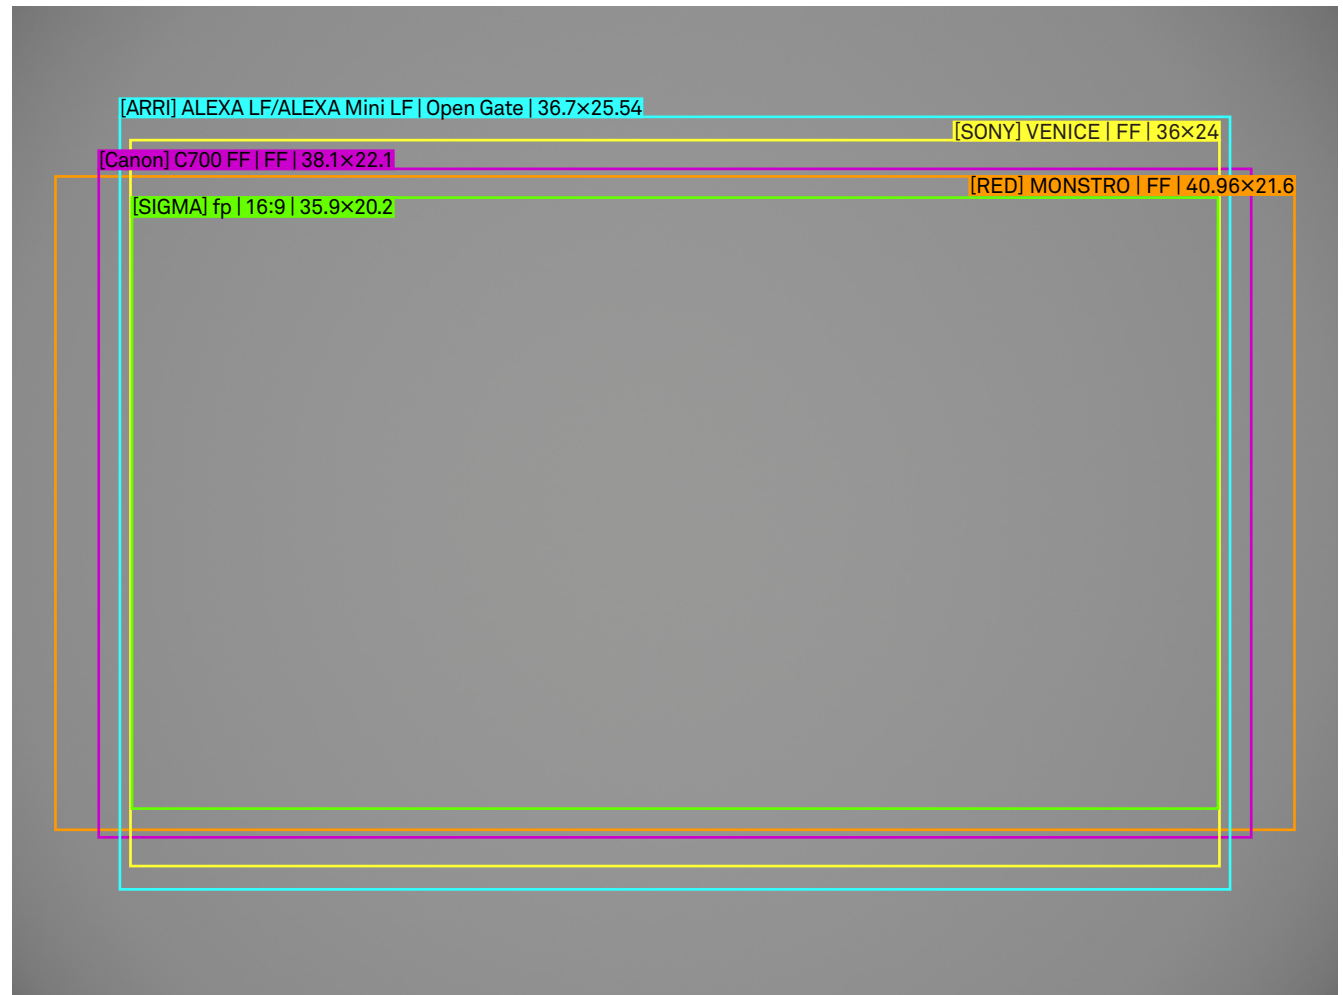 [ARRI] ALEXA LF/ALEXA Mini LF | Open Gate | 36.7×25.54
[SONY] VENICE | FF | 36×24
[Canon] C700 FF | FF | 38.1×22.1
[RED] MONSTRO | FF | 40.96×21.6
[SIGMA] fp | 16:9 | 35.9×20.2